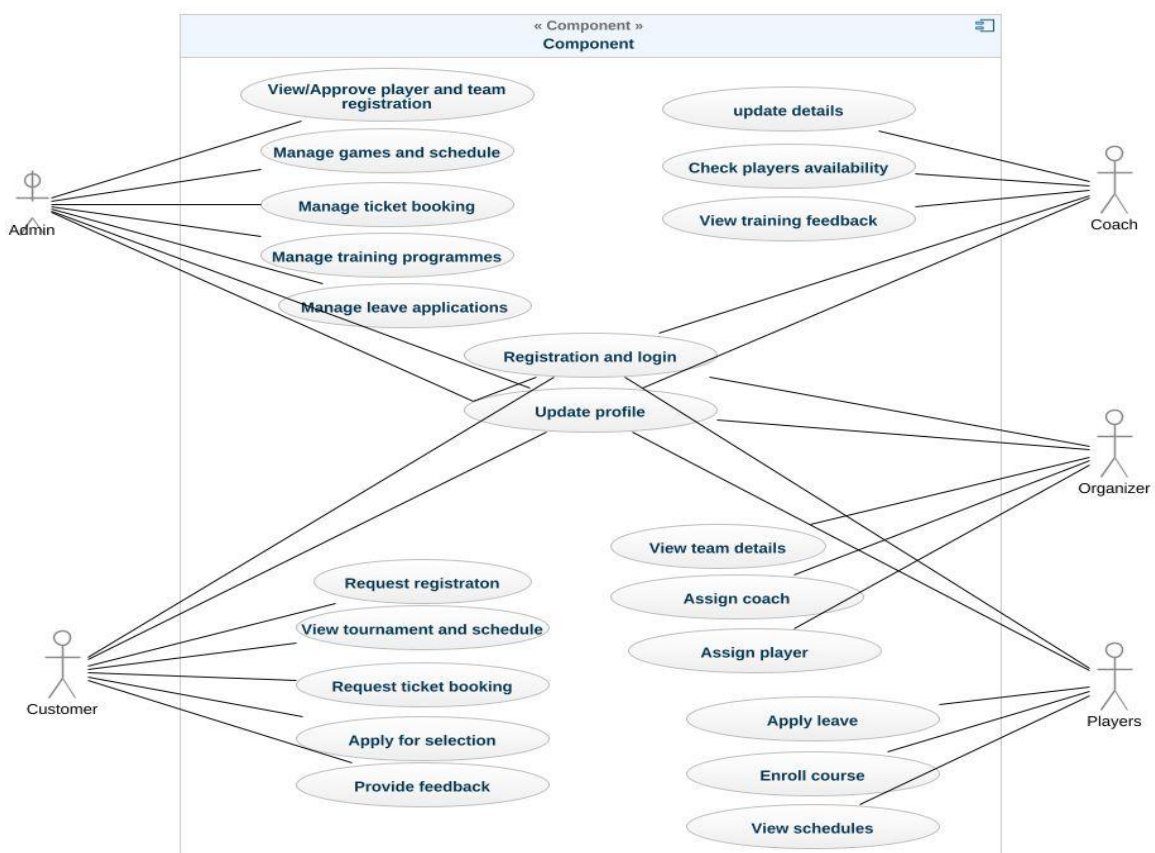 « Component »
Component
View/Approve player and team
registration
Manage games and schedule
Manage ticket booking
Manage training programmes
Manage leave applications
update details
Check players availability
View training feedback
Admin
Coach
Registration and login
Update profile
Organizer
View team details
Assign coach
Assign player
Request registraton
View tournament and schedule
Request ticket booking
Apply for selection
Provide feedback
Customer
Players
Apply leave
Enroll course
View schedules